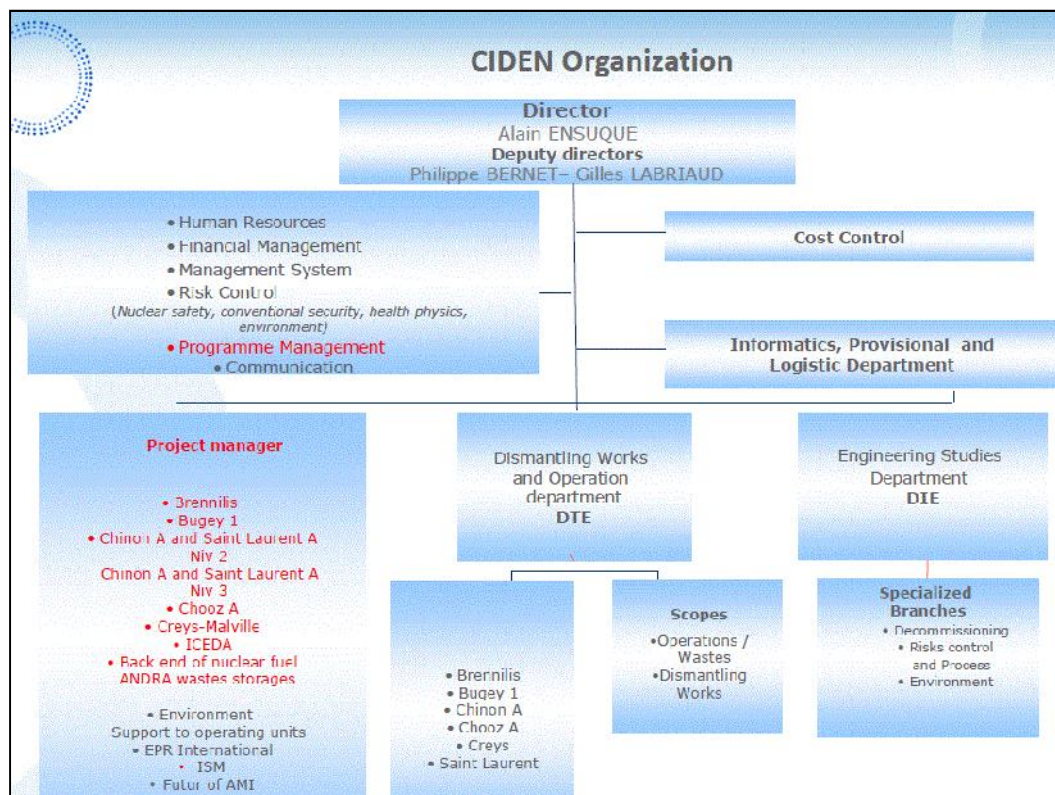 CIDEN Organization
Director
Alain ENSUQUE
Deputy directors
Philippe BERNET– Gilles LABRIAUD
• Human Resources
• Financial Management
• Management System
• Risk Control
(Nuclear safety, conventional security, health physics,
environment)
• Programme Management
• Communication
Cost Control
Informatics, Provisional and
Logistic Department
Project manager
• Brennilis
• Bugey 1
• Chinon A and Saint Laurent A
Niv 2
Chinon A and Saint Laurent A
Niv 3
• Chooz A
• Creys-Malville
• ICEDA
• Back end of nuclear fuel
ANDRA wastes storages
• Environment
Support to operating units
• EPR International
• ISM
• Futur of AMI
Dismantling Works
and Operation
department
DTE
• Brennilis
• Bugey 1
• Chinon A
• Chooz A
• Creys
• Saint Laurent
Scopes
•Operations /
Wastes
•Dismantling
Works
Engineering Studies
Department
DIE
Specialized
Branches
• Decommissioning
• Risks control
and Process
• Environment